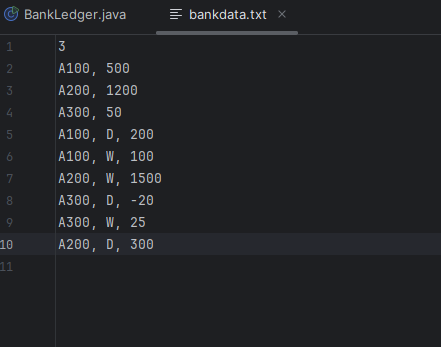 BankLedger.java bankdata.txt
1 3
2 A100, 500
3 A200, 1200
4 A300, 50
5 A100, D, 200
6 A100, W, 100
7 A200, W, 1500
8 A300, D, -20
9 A300, W, 25
10 A200, D, 300
11